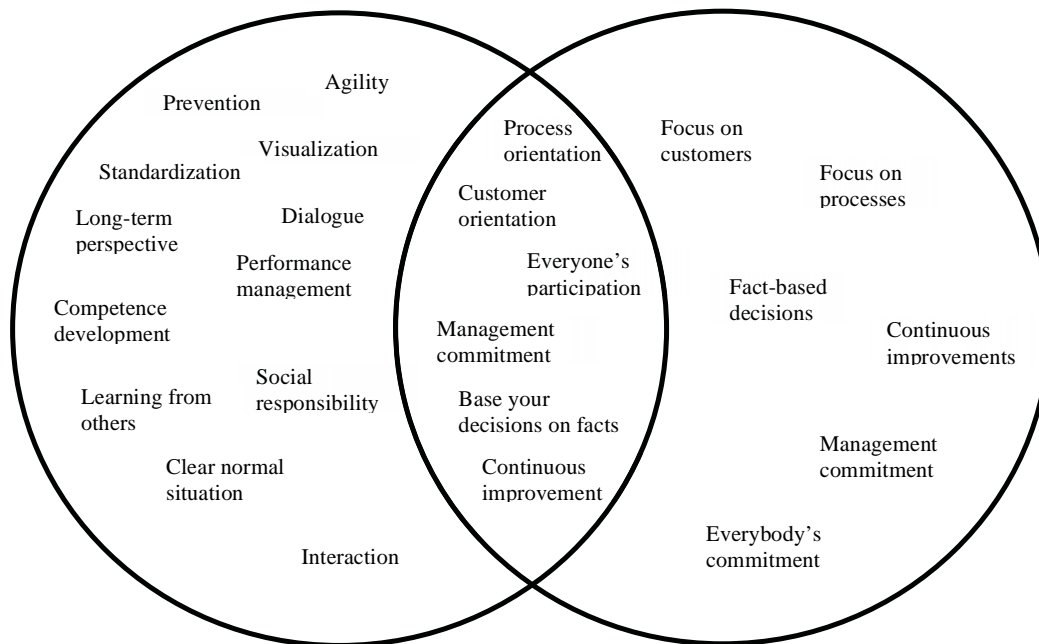 Agility
Prevention
Visualization
Standardization
Long-term
perspective
Dialogue
Performance
management
Competence
development
Social
responsibility
Learning from
others
Clear normal
situation
Interaction
Process
orientation
Customer
orientation
Everyone’s
participation
Management
commitment
Base your
decisions on facts
Continuous
improvement
Focus on
customers
Focus on
processes
Fact-based
decisions
Continuous
improvements
Management
commitment
Everybody’s
commitment